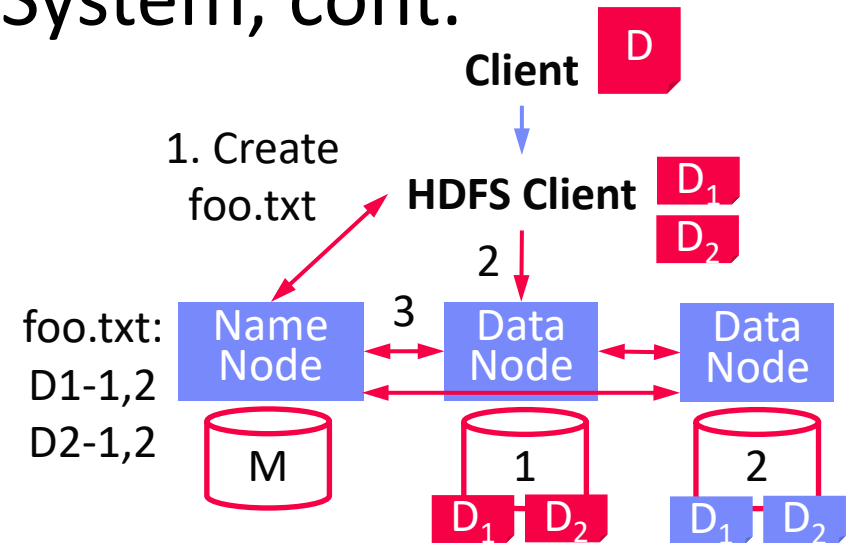 System, cont.
Client
D
1. Create
foo.txt
HDFS Client
D1
D2
2
foo.txt:
D1-1,2
D2-1,2
Name
Node
3
Data
Node
Data
Node
M
1
2
D1
D2
D1
D2